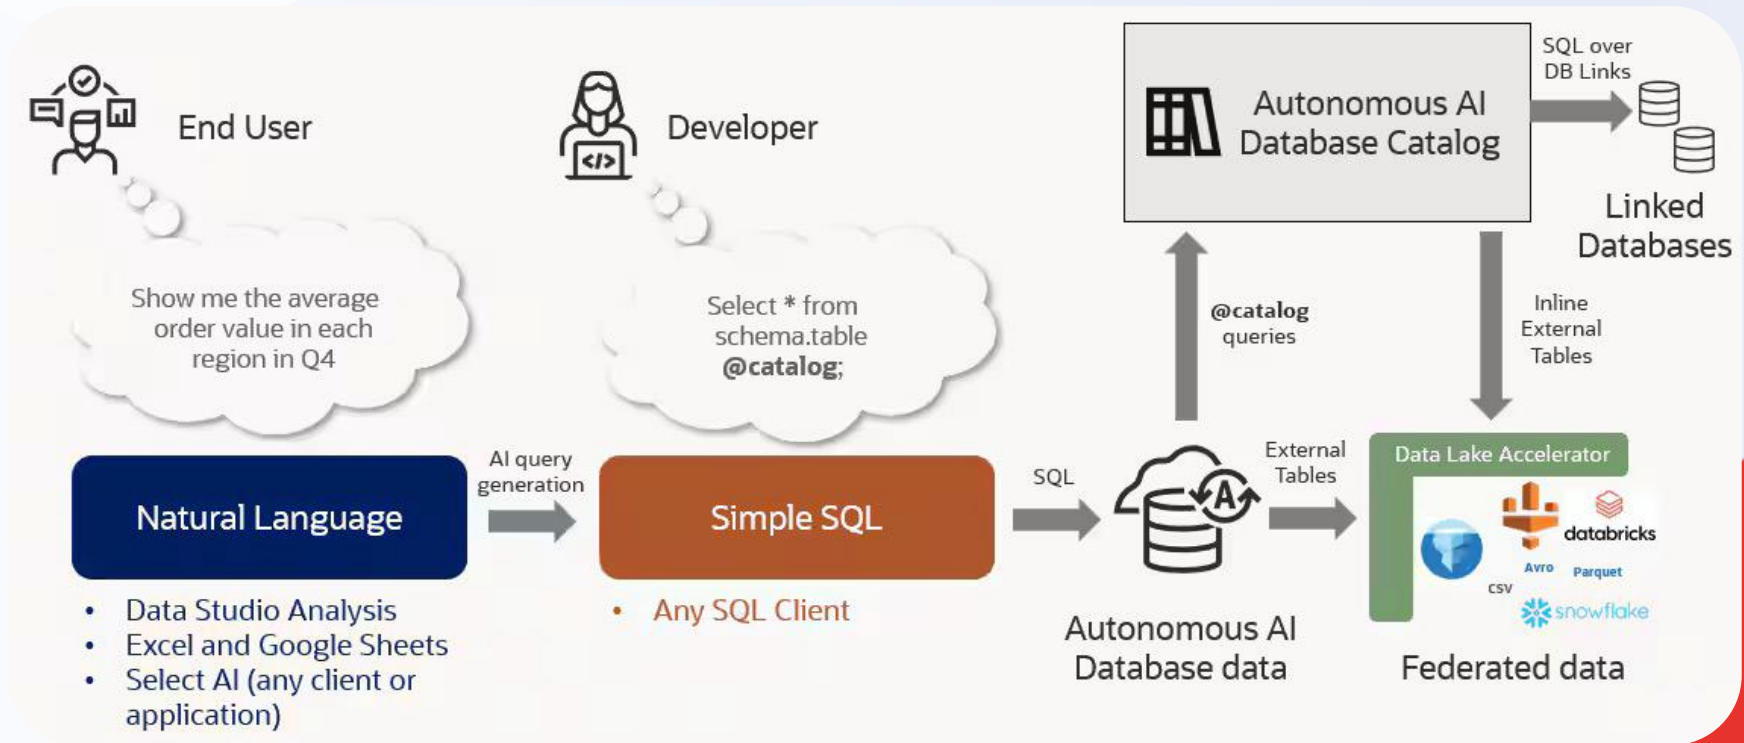 End User
Show me the average
order value in each
region in Q4
Natural Language
• Data Studio Analysis
• Excel and Google Sheets
• Select AI (any client or
application)
AI query
generation
Developer
</>
Select * from
schema.table
@catalog;
Simple SQL
• Any SQL Client
SQL
A
Autonomous AI
Database data
@catalog
queries
Autonomous AI
Database Catalog
SQL over
DB Links
Linked
Databases
Inline
External
Tables
External
Tables
Data Lake Accelerator
databricks
Avro
Parquet
CSV
snowflake
Federated data